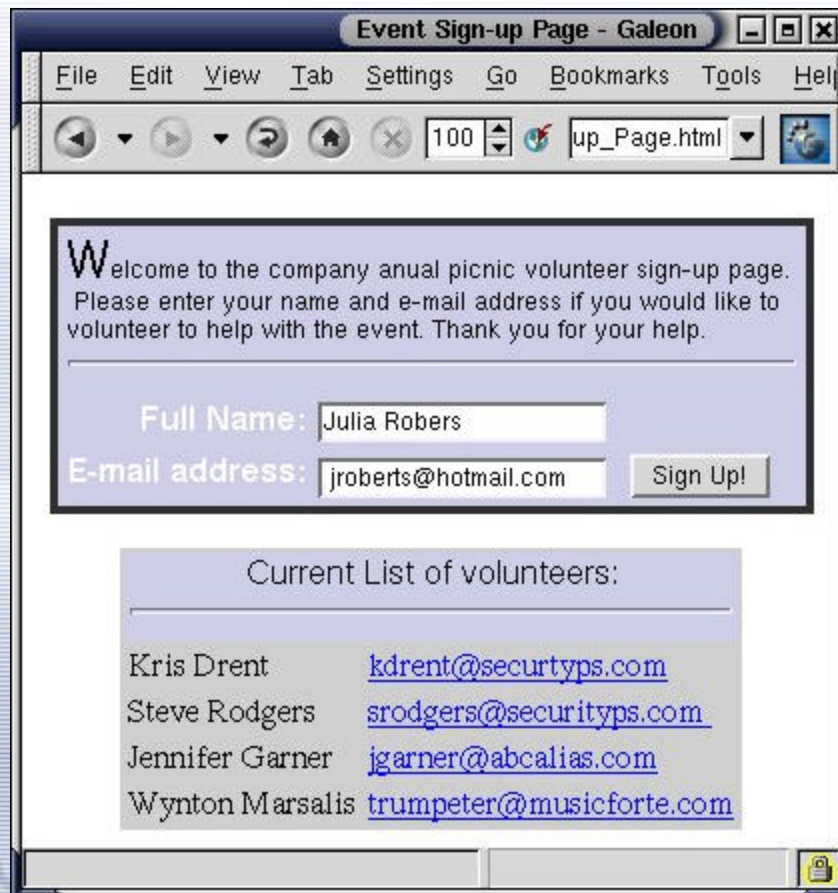 Event Sign-up Page - Galeon
File Edit View Tab Settings Go Bookmarks Tools Help
100 up_Page.html
Welcome to the company anual picnic volunteer sign-up page.
Please enter your name and e-mail address if you would like to
volunteer to help with the event. Thank you for your help.
Full Name: Julia Robers
E-mail address: jroberts@hotmail.com Sign Up!
Current List of volunteers:
Kris Drent kdrent@securtyps.com
Steve Rodgers srodgers@securityps.com
Jennifer Garner jgarner@abcalias.com
Wynton Marsalis trumpeter@musicforte.com